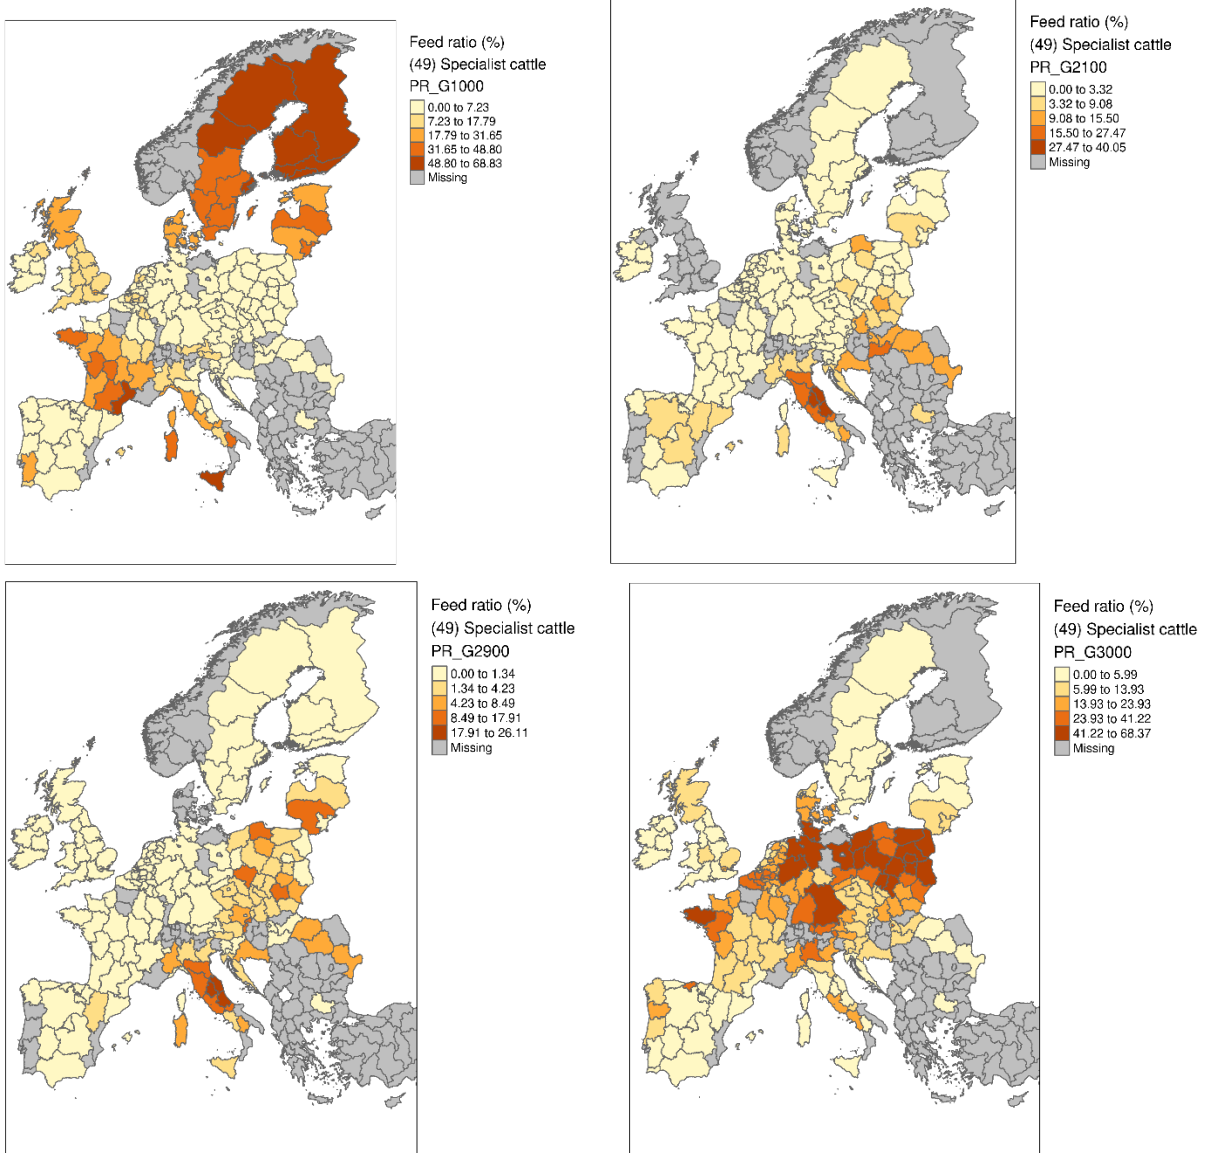 Feed ratio (%)
(49) Specialist cattle
PR_G1000
0.00 to 7.23
7.23 to 17.79
17.79 to 31.65
31.65 to 48.80
48.80 to 68.83
Missing
Feed ratio (%)
(49) Specialist cattle
PR_G2100
0.00 to 3.32
3.32 to 9.08
9.08 to 15.50
15.50 to 27.47
27.47 to 40.05
Missing
Feed ratio (%)
(49) Specialist cattle
PR_G2900
0.00 to 1.34
1.34 to 4.23
4.23 to 8.49
8.49 to 17.91
17.91 to 26.11
Missing
Feed ratio (%)
(49) Specialist cattle
PR_G3000
0.00 to 5.99
5.99 to 13.93
13.93 to 23.93
23.93 to 41.22
41.22 to 68.37
Missing